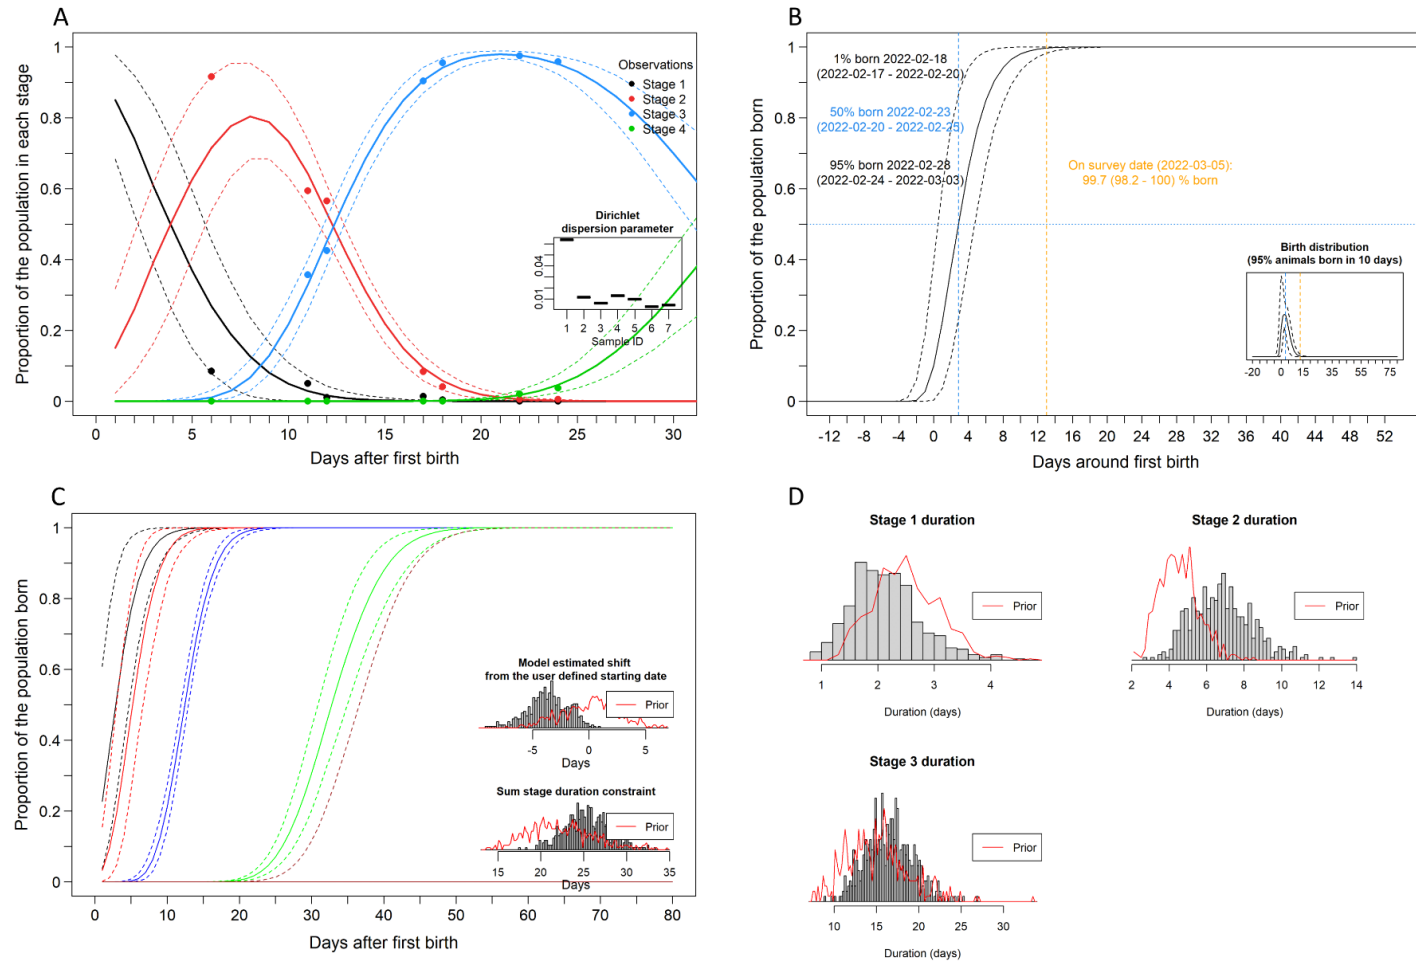 A
Proportion of the population in each stage
1
0.8
0.6
0.4
0.2
0
0 5 10 15 20 25 30
Days after first birth
Observations
Stage 1
Stage 2
Stage 3
Stage 4
Dirichlet
dispersion parameter
0.04
0.01
1 2 3 4 5 6 7
Sample ID
B
Proportion of the population born
1
0.8
0.6
0.4
0.2
0
-12 -8 -4 0 4 8 12 16 20 24 28 32 36 40 44 48 52
Days around first birth
1% born 2022-02-18
(2022-02-17 - 2022-02-20)
50% born 2022-02-23
(2022-02-20 - 2022-02-25)
95% born 2022-02-28
(2022-02-24 - 2022-03-03)
On survey date (2022-03-05):
99.7 (98.2 - 100) % born
Birth distribution
(95% animals born in 10 days)
-20 0 15 35 55 75
C
Proportion of the population born
1
0.8
0.6
0.4
0.2
0
0 10 20 30 40 50 60 70 80
Days after first birth
Model estimated shift
from the user defined starting date
Prior
-5 0 5
Days
Sum stage duration constraint
Prior
15 20 25 30 35
Days
D
Stage 1 duration
Prior
1 2 3 4
Duration (days)
Stage 2 duration
Prior
2 4 6 8 10 12 14
Duration (days)
Stage 3 duration
Prior
10 15 20 25 30
Duration (days)